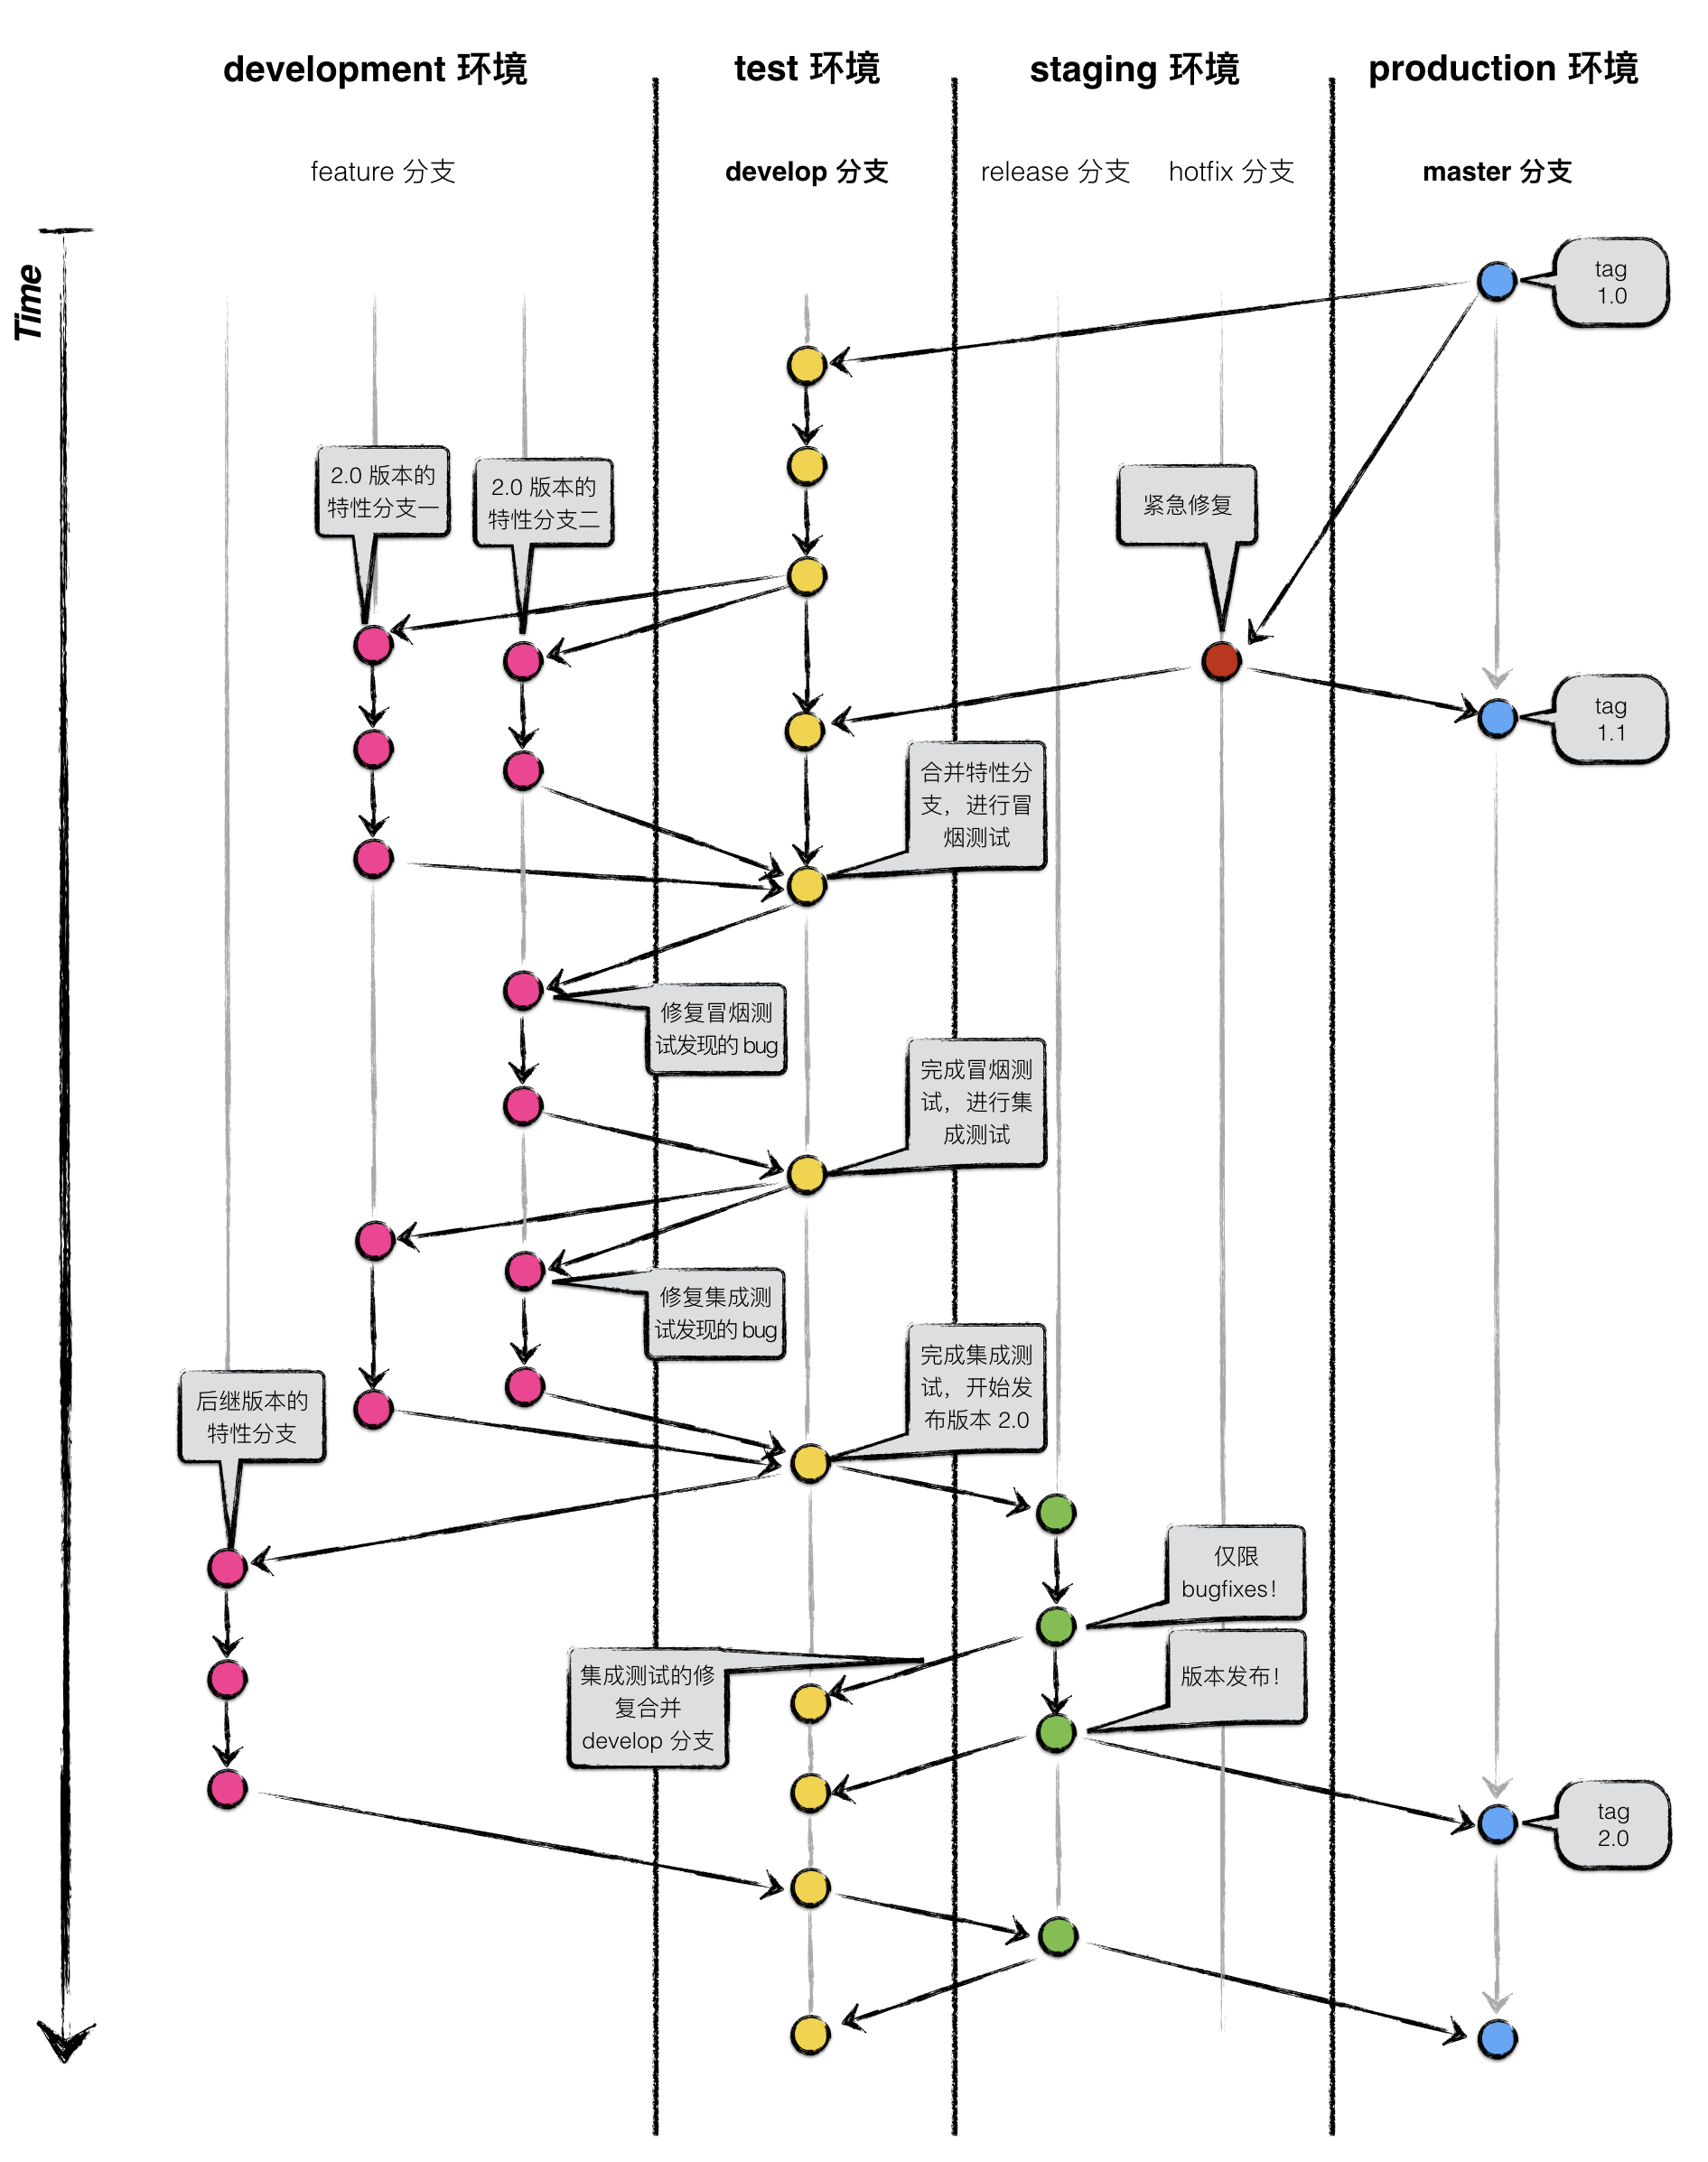 development 环境
test 环境
staging 环境
production 环境
feature 分支
develop 分支
release 分支
hotfix 分支
master 分支
Time
tag
1.0
2.0 版本的
特性分支一
2.0 版本的
特性分支二
紧急修复
tag
1.1
合并特性分
支，进行冒
烟测试
修复冒烟测
试发现的 bug
完成冒烟测
试，进行集
成测试
修复集成测
试发现的 bug
完成集成测
试，开始发
布版本 2.0
后继版本的
特性分支
仅限
bugfixes！
集成测试的修
复合并
develop 分支
版本发布！
tag
2.0